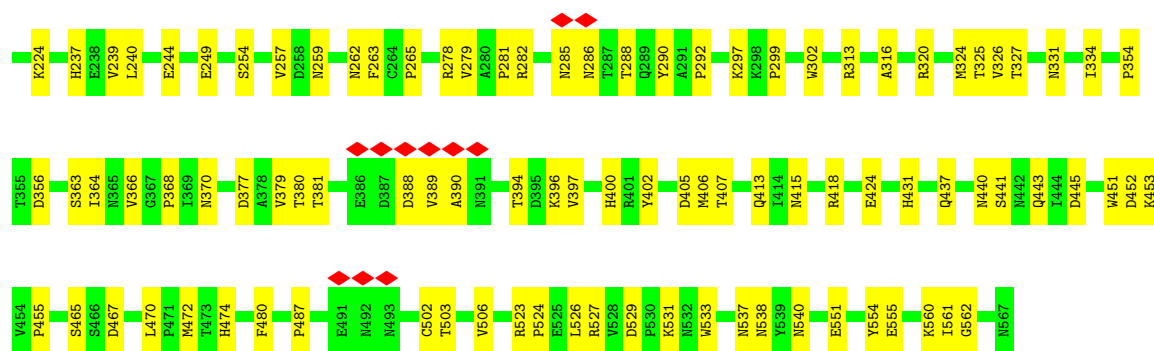 K224 H237 E238 V239 L240 E244 E249 S254 V257 D258 N259 N262 F263 C264 P265 R278 V279 A280 P281 R282 N285 N286 T287 T288 Q289 Y290 A291 P292 K297 K298 P299 W302 R313 A316 R320 M324 T325 V326 T327 N331 I334 P354
T355 D356 S363 I364 N365 V366 G367 P368 I369 N370 D377 A378 V379 T380 T381 E386 D387 D388 V389 A390 N391 T394 D395 K396 V397 H400 R401 Y402 D405 M406 T407 Q413 I414 N415 R418 E424 H431 Q437 N440 S441 N442 Q443 I444 D445 W451 D452 K453
V454 P455 S465 S466 D467 L470 P471 M472 T473 H474 F480 P487 E491 N492 N493 C502 T503 V506 R523 P524 E525 L526 R527 V528 D529 P530 K531 N532 W533 N537 N538 Y539 N540 E551 Y554 E555 K560 I561 G562 N567